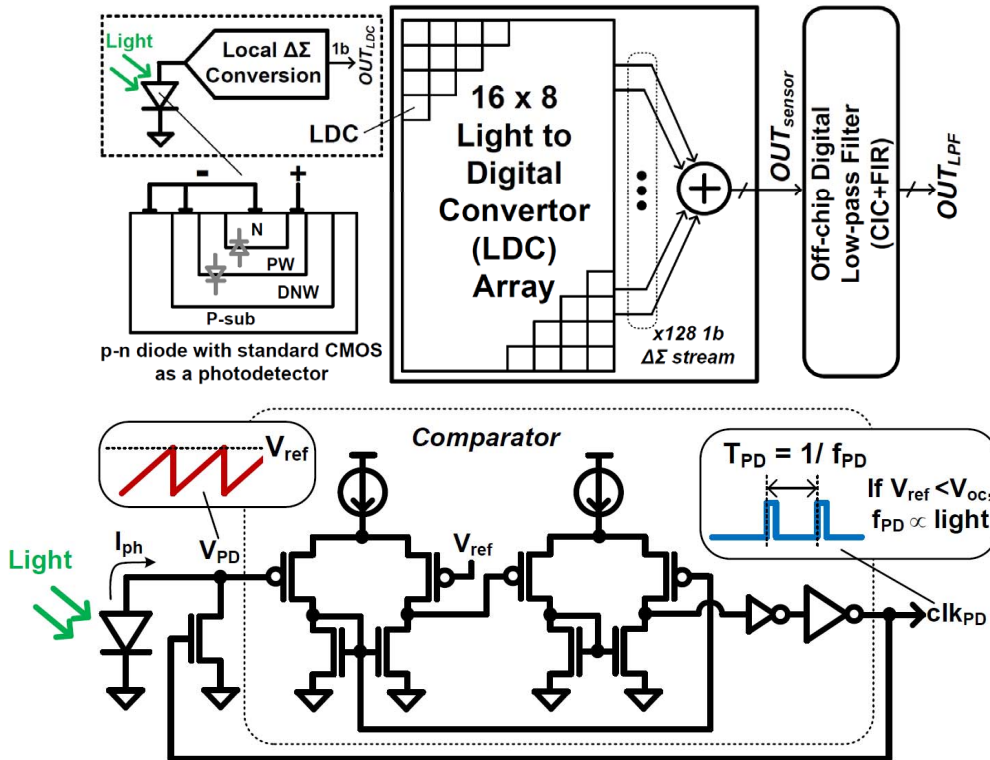 Light
Local ΔΣ
Conversion
1b
OUT_LDC
LDC
-
+
N
PW
DNW
P-sub
p-n diode with standard CMOS
as a photodetector
16 x 8
Light to
Digital
Convertor
(LDC)
Array
x128 1b
ΔΣ stream
+
OUT_sensor
Off-chip Digital
Low-pass Filter
(CIC+FIR)
OUT_LPF
V_ref
Comparator
T_PD = 1/ f_PD
If V_ref <V_oc,
f_PD ∝ light
I_ph
V_PD
Light
V_ref
clk_PD